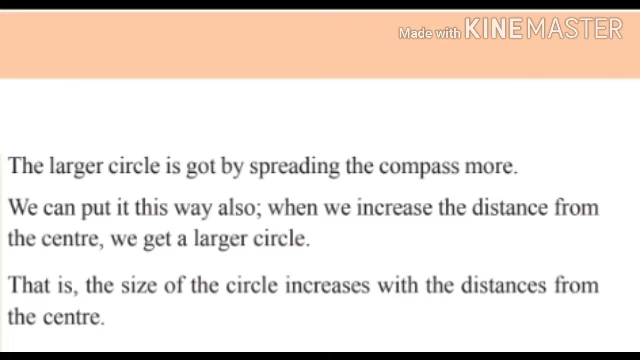 Made with KINEMASTER
The larger circle is got by spreading the compass more.
We can put it this way also; when we increase the distance from
the centre, we get a larger circle.
That is, the size of the circle increases with the distances from
the centre.